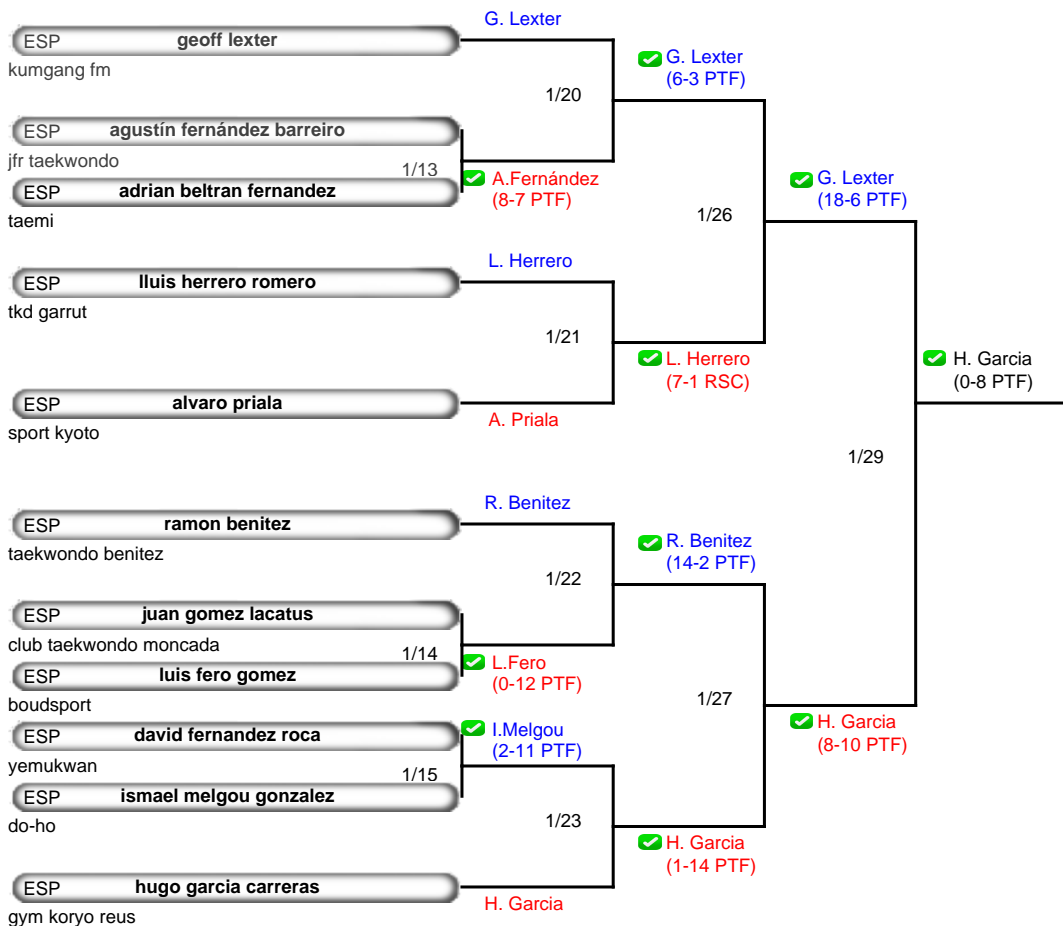 G. Lexter
ESP geoff lexter
kumgang fm
G. Lexter
(6-3 PTF)
1/20
ESP agustín fernández barreiro
jfr taekwondo
1/13
A.Fernández
(8-7 PTF)
ESP adrian beltran fernandez
taemi
G. Lexter
(18-6 PTF)
1/26
L. Herrero
ESP lluis herrero romero
tkd garrut
1/21
L. Herrero
(7-1 RSC)
H. Garcia
(0-8 PTF)
ESP alvaro priala
A. Priala
sport kyoto
1/29
R. Benitez
ESP ramon benitez
taekwondo benitez
R. Benitez
(14-2 PTF)
1/22
ESP juan gomez lacatus
club taekwondo moncada
1/14
L.Fero
(0-12 PTF)
ESP luis fero gomez
boudsport
1/27
H. Garcia
(8-10 PTF)
I.Melgou
(2-11 PTF)
ESP david fernandez roca
yemukwan
1/15
ESP ismael melgou gonzalez
do-ho
1/23
H. Garcia
(1-14 PTF)
ESP hugo garcia carreras
H. Garcia
gym koryo reus